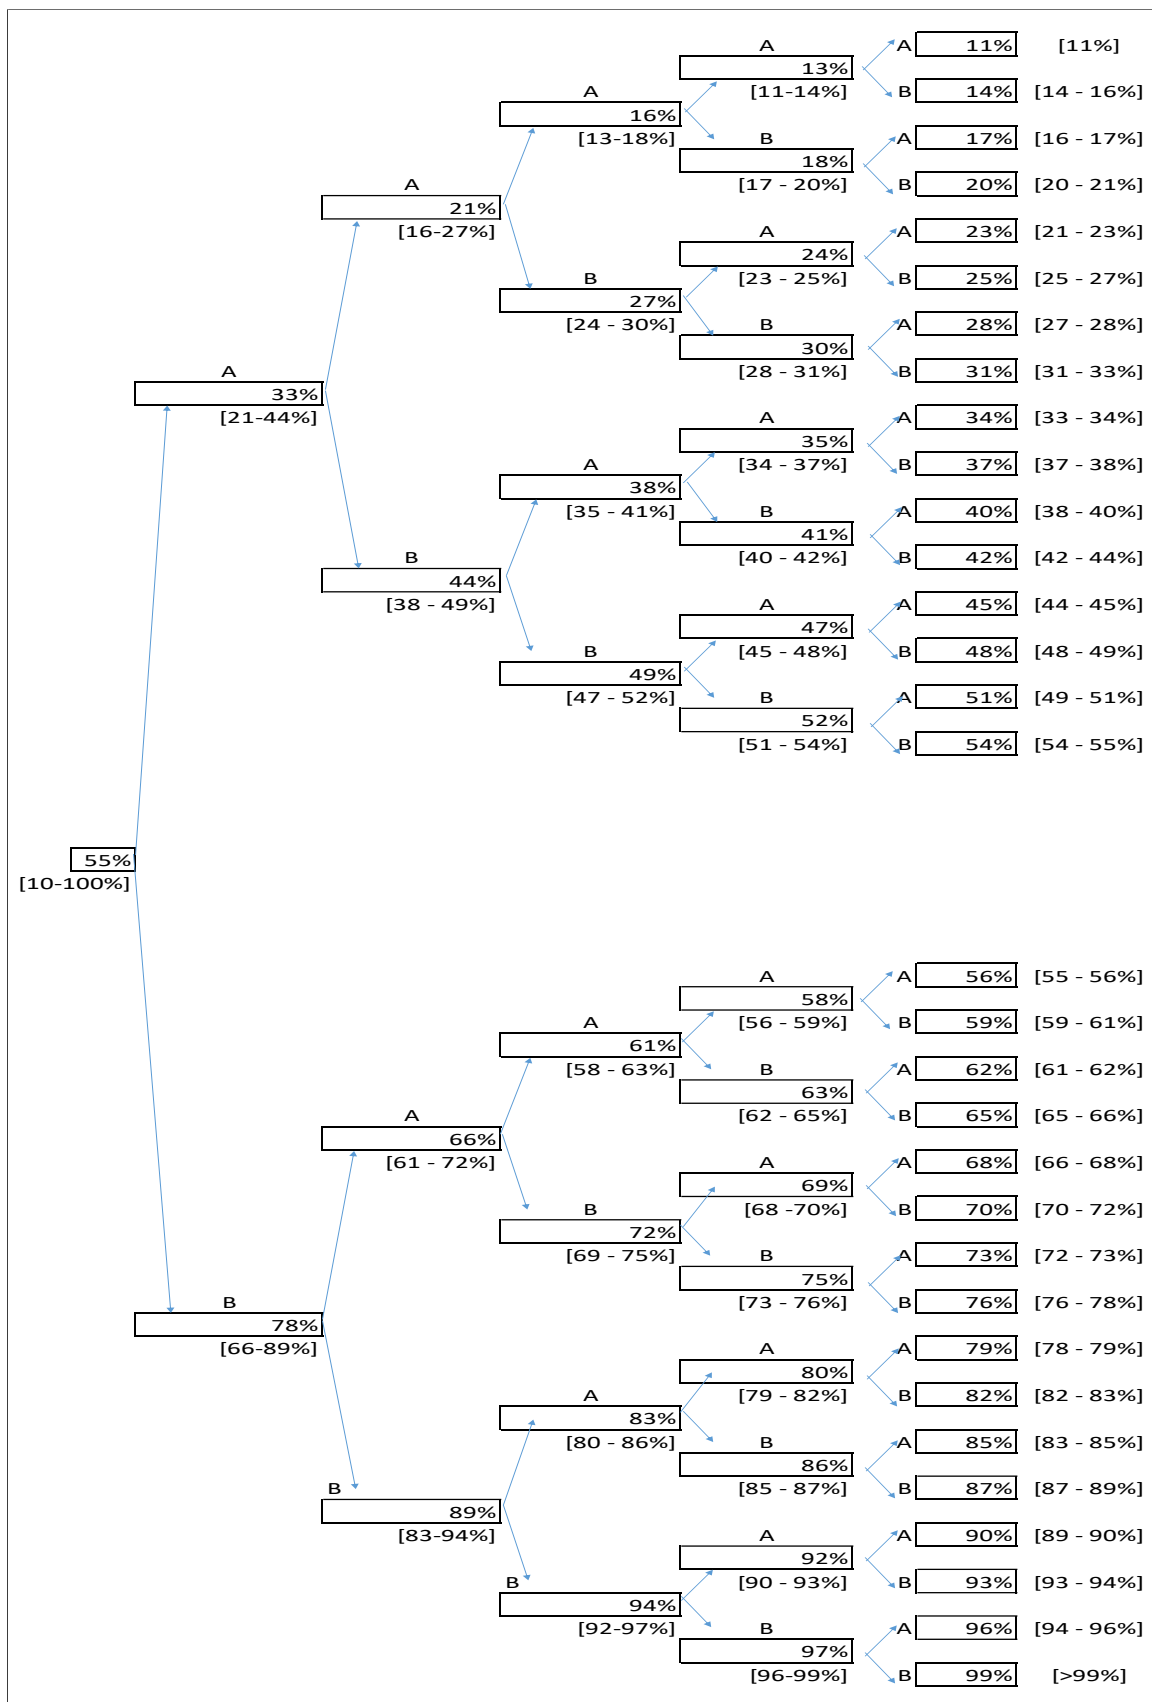 A
A 11% [11%]
13%
A
[11-14%]
B 14% [14 - 16%]
16%
[13-18%]
B
A 17% [16 - 17%]
18%
A
[17 - 20%]
B 20% [20 - 21%]
21%
[16-27%]
A
A 23% [21 - 23%]
24%
B
[23 - 25%]
B 25% [25 - 27%]
27%
[24 - 30%]
B
A 28% [27 - 28%]
30%
A
[28 - 31%]
B 31% [31 - 33%]
33%
[21-44%]
A
A 34% [33 - 34%]
35%
A
[34 - 37%]
B 37% [37 - 38%]
38%
[35 - 41%]
B
A 40% [38 - 40%]
41%
B
[40 - 42%]
B 42% [42 - 44%]
44%
[38 - 49%]
A
A 45% [44 - 45%]
47%
B
[45 - 48%]
B 48% [48 - 49%]
49%
[47 - 52%]
B
A 51% [49 - 51%]
52%
[51 - 54%]
B 54% [54 - 55%]
55%
[10-100%]
A
A 56% [55 - 56%]
58%
A
[56 - 59%]
B 59% [59 - 61%]
61%
[58 - 63%]
B
A 62% [61 - 62%]
63%
A
[62 - 65%]
B 65% [65 - 66%]
66%
[61 - 72%]
A
A 68% [66 - 68%]
69%
B
[68 -70%]
B 70% [70 - 72%]
72%
[69 - 75%]
B
A 73% [72 - 73%]
75%
B
[73 - 76%]
B 76% [76 - 78%]
78%
[66-89%]
A
A 79% [78 - 79%]
80%
A
[79 - 82%]
B 82% [82 - 83%]
83%
[80 - 86%]
B
A 85% [83 - 85%]
86%
B
[85 - 87%]
B 87% [87 - 89%]
89%
[83-94%]
A
A 90% [89 - 90%]
92%
B
[90 - 93%]
B 93% [93 - 94%]
94%
[92-97%]
B
A 96% [94 - 96%]
97%
[96-99%]
B 99% [>99%]